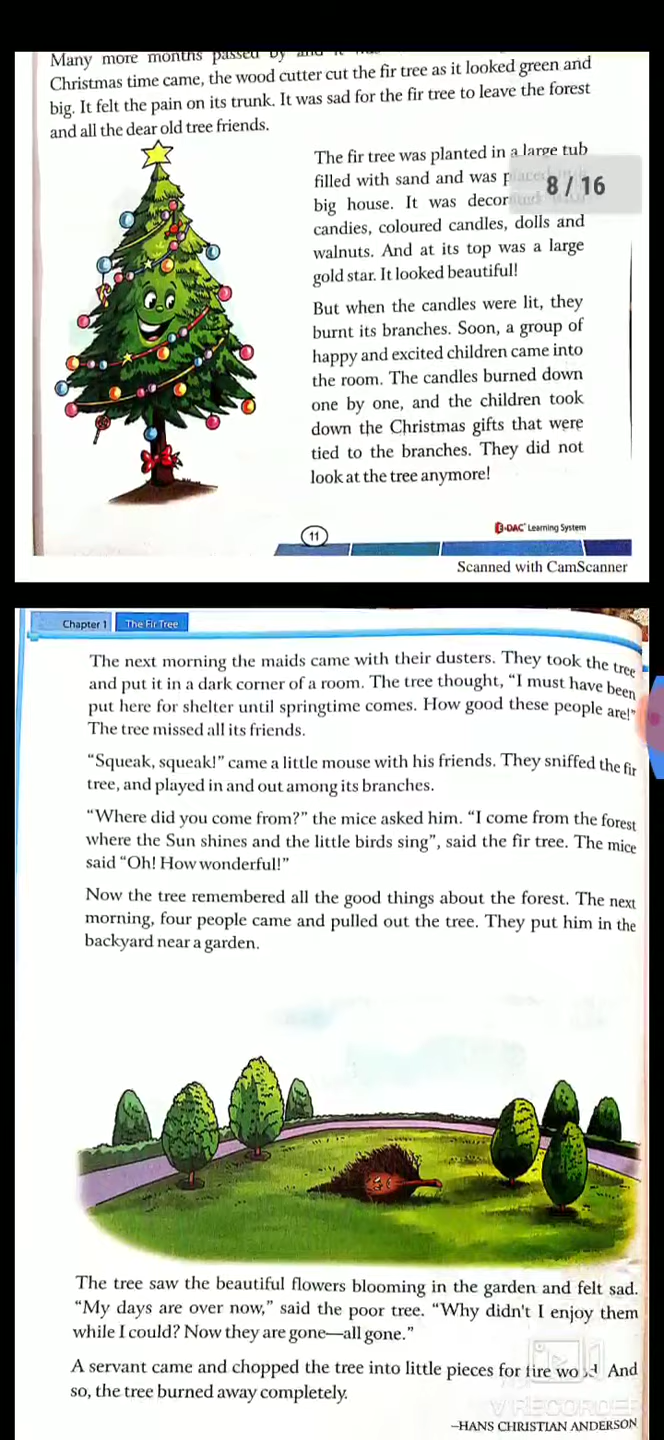 Many more months passed by and it was
Christmas time came, the wood cutter cut the fir tree as it looked green and
big. It felt the pain on its trunk. It was sad for the fir tree to leave the forest
and all the dear old tree friends.
The fir tree was planted in a large tub
filled with sand and was placed in a
big house. It was decorated with
candies, coloured candles, dolls and
walnuts. And at its top was a large
gold star. It looked beautiful!
8 / 16
But when the candles were lit, they
burnt its branches. Soon, a group of
happy and excited children came into
the room. The candles burned down
one by one, and the children took
down the Christmas gifts that were
tied to the branches. They did not
look at the tree anymore!
11
E-DAC Learning System
Scanned with CamScanner
Chapter 1 The Fir Tree
The next morning the maids came with their dusters. They took the tree
and put it in a dark corner of a room. The tree thought, “I must have been
put here for shelter until springtime comes. How good these people are!”
The tree missed all its friends.
“Squeak, squeak!” came a little mouse with his friends. They sniffed the fir
tree, and played in and out among its branches.
“Where did you come from?” the mice asked him. “I come from the forest
where the Sun shines and the little birds sing”, said the fir tree. The mice
said “Oh! How wonderful!”
Now the tree remembered all the good things about the forest. The next
morning, four people came and pulled out the tree. They put him in the
backyard near a garden.
The tree saw the beautiful flowers blooming in the garden and felt sad.
“My days are over now,” said the poor tree. “Why didn't I enjoy them
while I could? Now they are gone—all gone.”
A servant came and chopped the tree into little pieces for fire wood. And
so, the tree burned away completely.
V RECORDER
–HANS CHRISTIAN ANDERSON